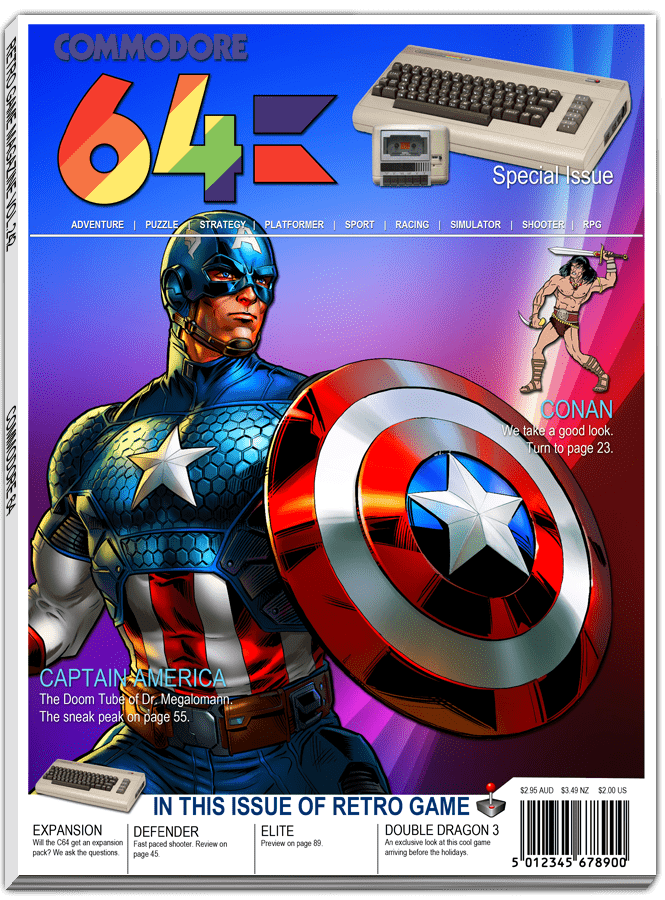 COMMODORE
64
Special Issue
ADVENTURE | PUZZLE | STRATEGY | PLATFORMER | SPORT | RACING | SIMULATOR | SHOOTER | RPG
CONAN
We take a good look.
Turn to page 23.
CAPTAIN AMERICA
The Doom Tube of Dr. Megalomann.
The sneak peak on page 55.
IN THIS ISSUE OF RETRO GAME
$2.95 AUD $3.49 NZ $2.00 US
EXPANSION
Will the C64 get an expansion
pack? We ask the questions.
DEFENDER
Fast paced shooter. Review on
page 45.
ELITE
Preview on page 89.
DOUBLE DRAGON 3
An exclusive look at this cool game
arriving before the holidays.
5 012345 678900
RETRO GAME MAGAZINE
COMMODORE 64